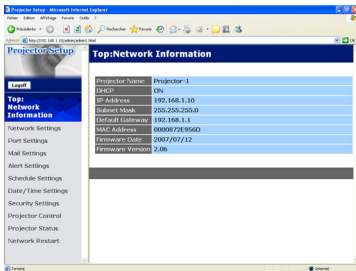 Projector Setup - Microsoft Internet Explorer
Fichier Edition Affichage Favoris Outils ?
Précédente Rechercher Favoris
Projector Setup
Logoff
Top:
Network
Information
Network Settings
Port Settings
Mail Settings
Alert Settings
Schedule Settings
Date/Time Settings
Security Settings
Projector Control
Projector Status
Network Restart
Top:Network Information
Projector Name Projector-1
DHCP ON
IP Address 192.168.1.10
Subnet Mask 255.255.255.0
Default Gateway 192.168.1.1
MAC Address 0000872E956D
Firmware Date 2007/07/12
Firmware Version 2.06
Terminé Internet